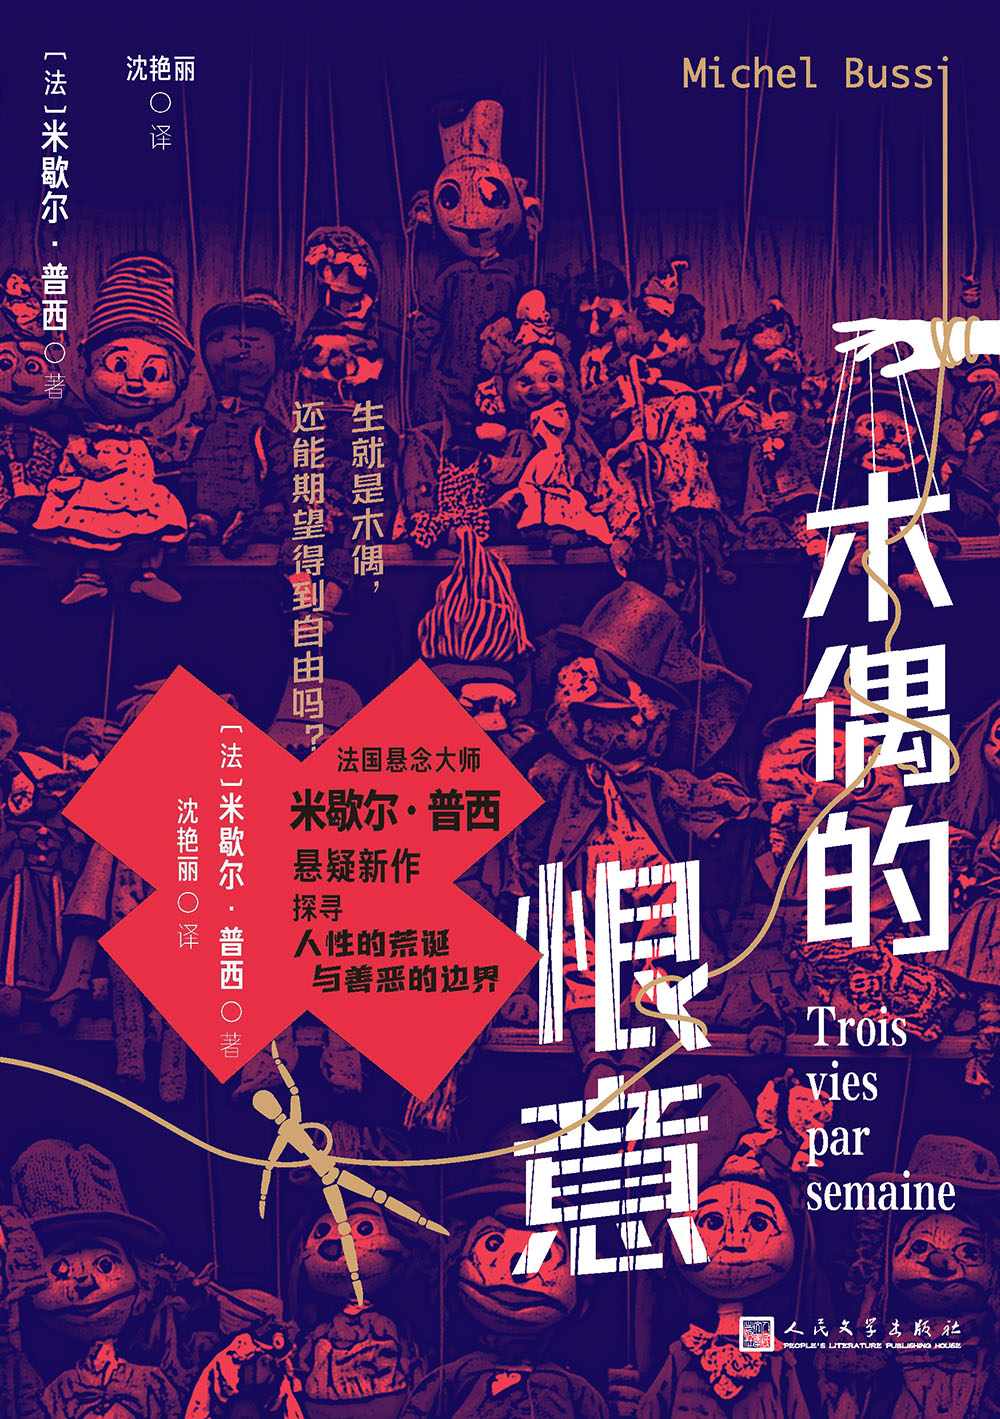 Michel Bussi
木偶的
恨意
Trois
vies
par
semaine
沈艳丽
○译
[法]米歇尔·普西○著
生就是木偶，
还能期望得到自由吗？
法国悬念大师
米歇尔·普西
悬疑新作
探寻
人性的荒诞
与善恶的边界
[法]米歇尔·普西○著
沈艳丽○译
人民文学出版社
PEOPLE'S LITERATURE PUBLISHING HOUSE